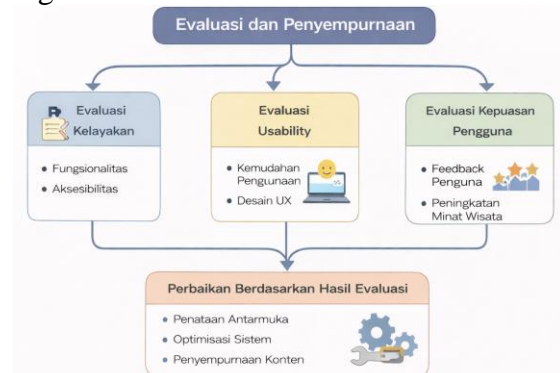 Evaluasi dan Penyempurnaan
Evaluasi
Kelayakan
Fungsionalitas
Aksesibilitas
Evaluasi
Usability
Kemudahan
Pengunaan
Desain UX
Evaluasi Kepuasan
Pengguna
Feedback
Penguna
Peningkatan
Minat Wisata
Perbaikan Berdasarkan Hasil Evaluasi
Penataan Antarmuka
Optimisasi Sistem
Penyempurnaan Konten